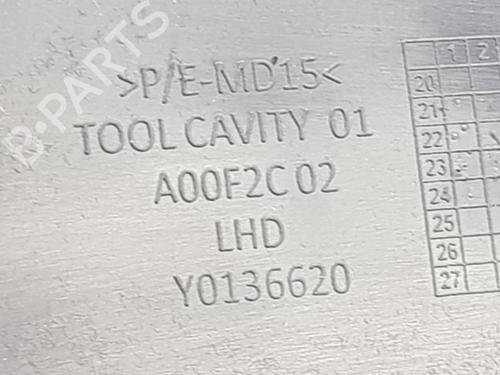 >P/E-MD15<
TOOL CAVITY 01
A00F2C 02
LHD
Y0136620
1 2
20
21
22
23
24
25
26
27
B-PARTS